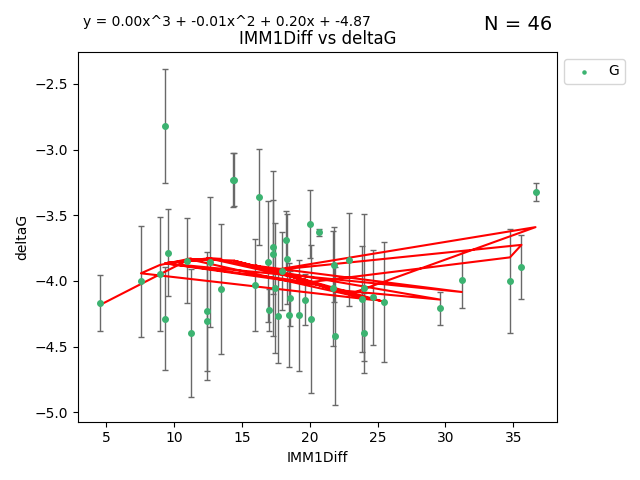 y = 0.00x^3 + -0.01x^2 + 0.20x + -4.87
N = 46
IMM1Diff vs deltaG
G
deltaG
−2.5
−3.0
−3.5
−4.0
−4.5
−5.0
5 10 15 20 25 30 35
IMM1Diff